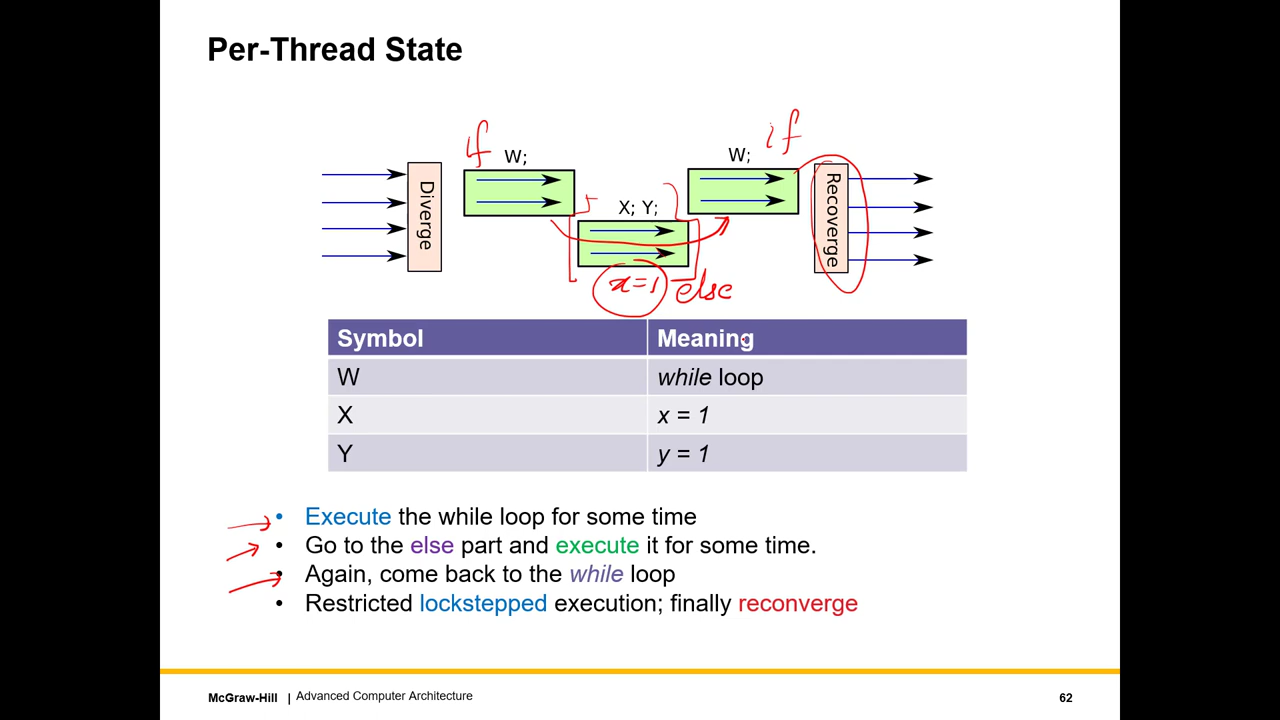 Per-Thread State
if
if
W;
W;
Diverge
X; Y;
Recoverge
x=1
else
Symbol Meaning
W while loop
X x = 1
Y y = 1
• Execute the while loop for some time
• Go to the else part and execute it for some time.
• Again, come back to the while loop
• Restricted lockstepped execution; finally reconverge
McGraw-Hill | Advanced Computer Architecture 62